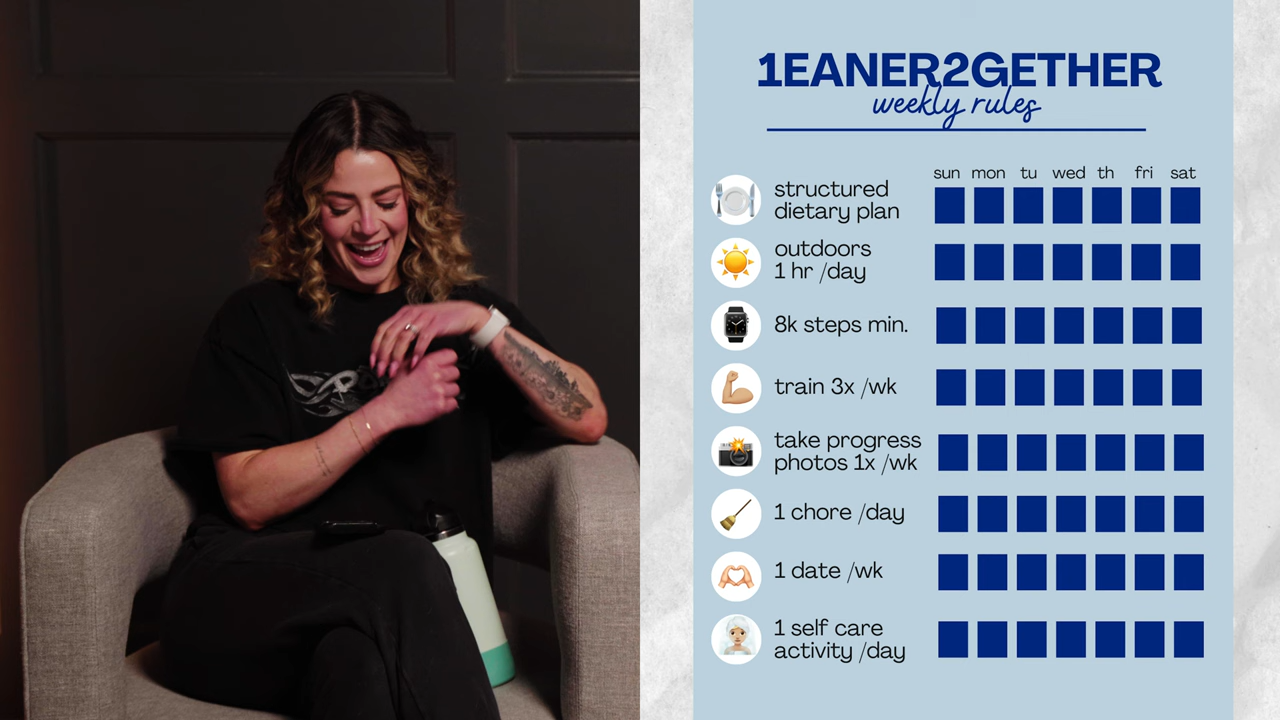 1EANER2GETHER
weekly rules
sun mon tu wed th fri sat
structured
dietary plan
outdoors
1 hr /day
8k steps min.
train 3x /wk
take progress
photos 1x /wk
1 chore /day
1 date /wk
1 self care
activity /day